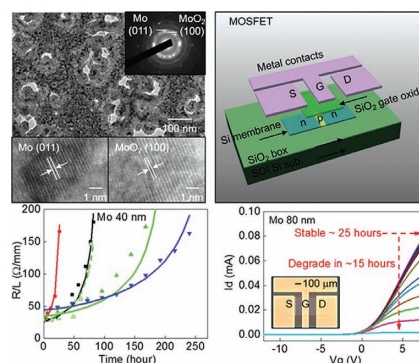 Mo
(011)
MoO₂
(100)
100 nm
Mo (011)
1 nm
MoO₂ (100)
1 nm
MOSFET
Metal contacts
S
G
D
SiO₂ gate oxid
Si membrane
n
p
n
SiO₂ box
SOI Si sub.
Mo 40 nm
R/L (Ω/mm)
200
150
100
50
0
0 50 100 150 200 250
Time (hour)
Mo 80 nm
Stable ~ 25 hours
Degrade in ~15 hours
100 μm
S
G
D
Id (mA)
0.10
0.08
0.06
0.04
0.02
0.00
-5
0
5
Vg (V)